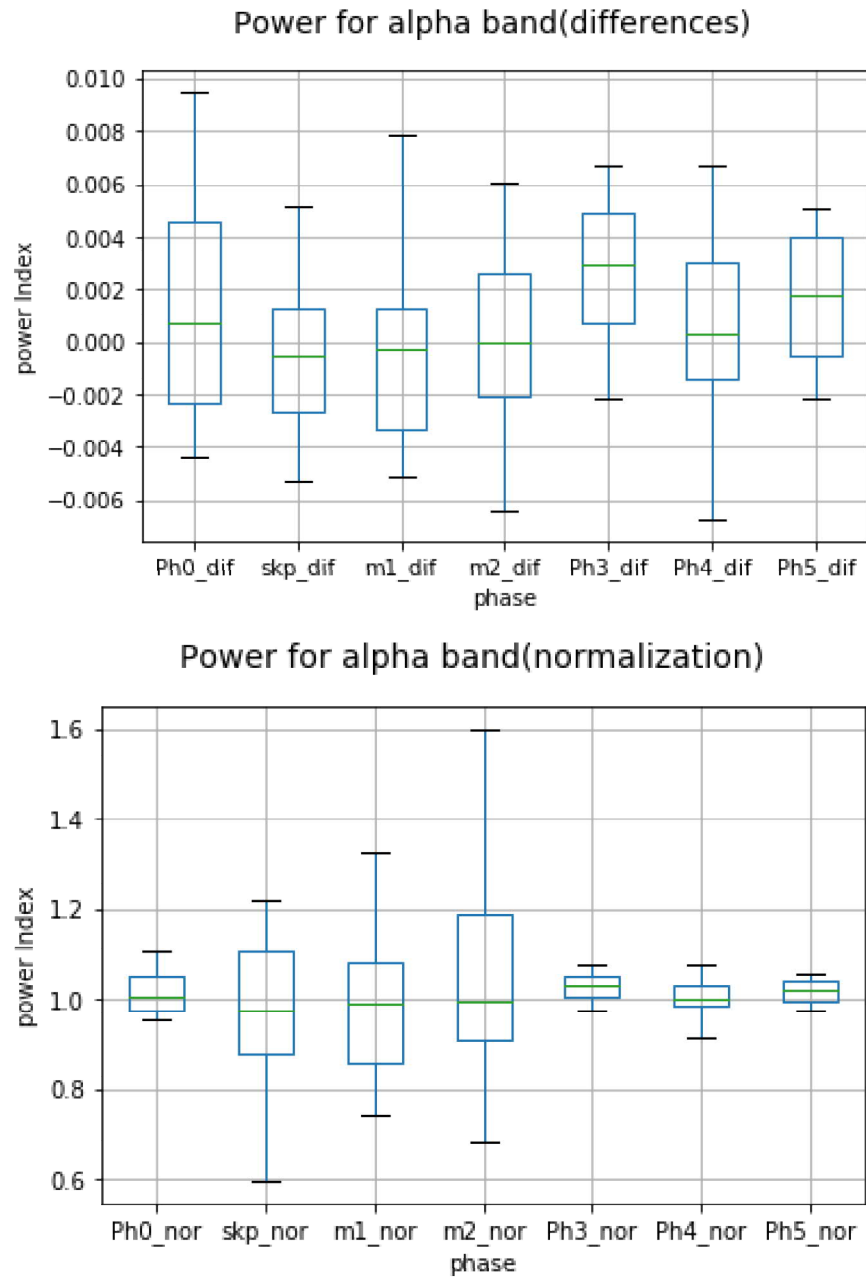 Power for alpha band(differences)
0.010
0.008
0.006
0.004
0.002
0.000
−0.002
−0.004
−0.006
power Index
Ph0_dif skp_dif m1_dif m2_dif Ph3_dif Ph4_dif Ph5_dif
phase
Power for alpha band(normalization)
1.6
1.4
1.2
1.0
0.8
0.6
power Index
Ph0_nor skp_nor m1_nor m2_nor Ph3_nor Ph4_nor Ph5_nor
phase